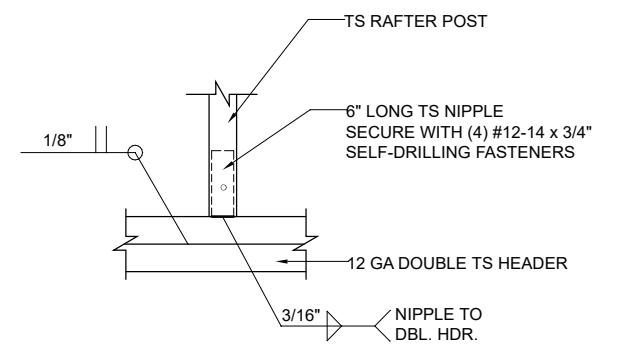 TS RAFTER POST
6" LONG TS NIPPLE
SECURE WITH (4) #12-14 x 3/4"
SELF-DRILLING FASTENERS
1/8"
12 GA DOUBLE TS HEADER
3/16"
NIPPLE TO
DBL. HDR.